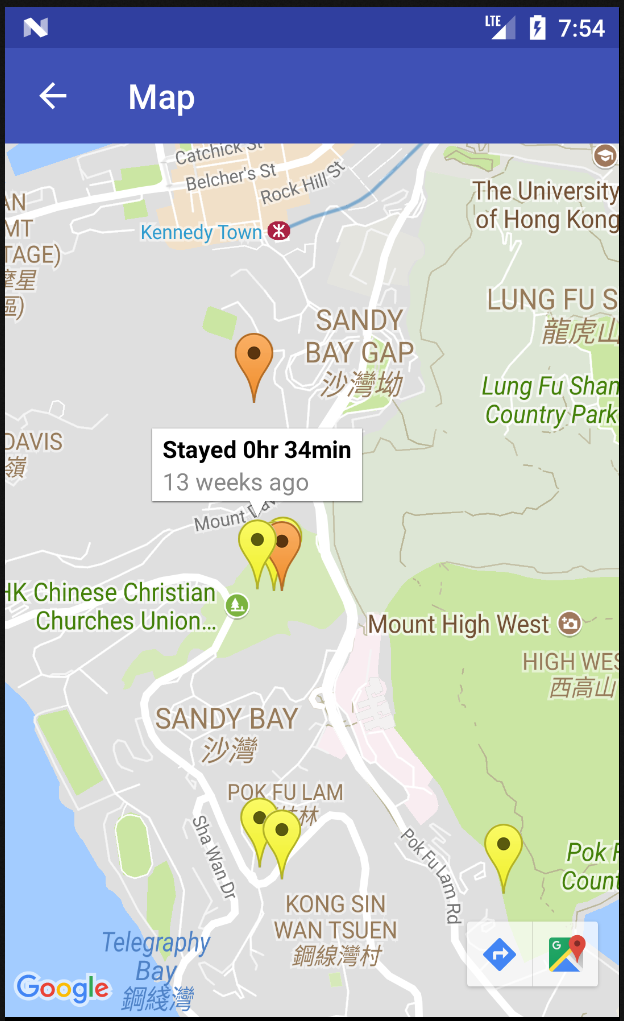 LTE 7:54
Map
Catchick St
Belcher's St
Rock Hill St
The University
of Hong Kong
Kennedy Town
AN
MT
TAGE)
摩星
區)
SANDY
BAY GAP
沙灣坳
LUNG FU S
龍虎山
Lung Fu Shan
Country Park
DAVIS
嶺
Stayed 0hr 34min
13 weeks ago
Mount
HK Chinese Christian
Churches Union...
Mount High West
HIGH WES
西高山
SANDY BAY
沙灣
POK FU LAM
林
Sha Wan Dr
Pok Fu Lam Rd
Pok F
Count
KONG SIN
WAN TSUEN
鋼線灣村
Telegraphy
Bay
鋼綫灣
Google
G